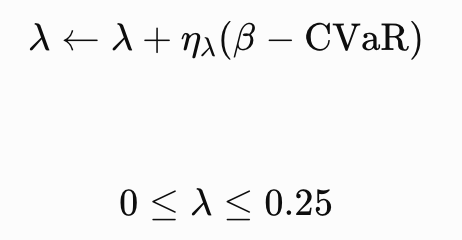 λ ← λ + η_λ(β − CVaR)
0 ≤ λ ≤ 0.25